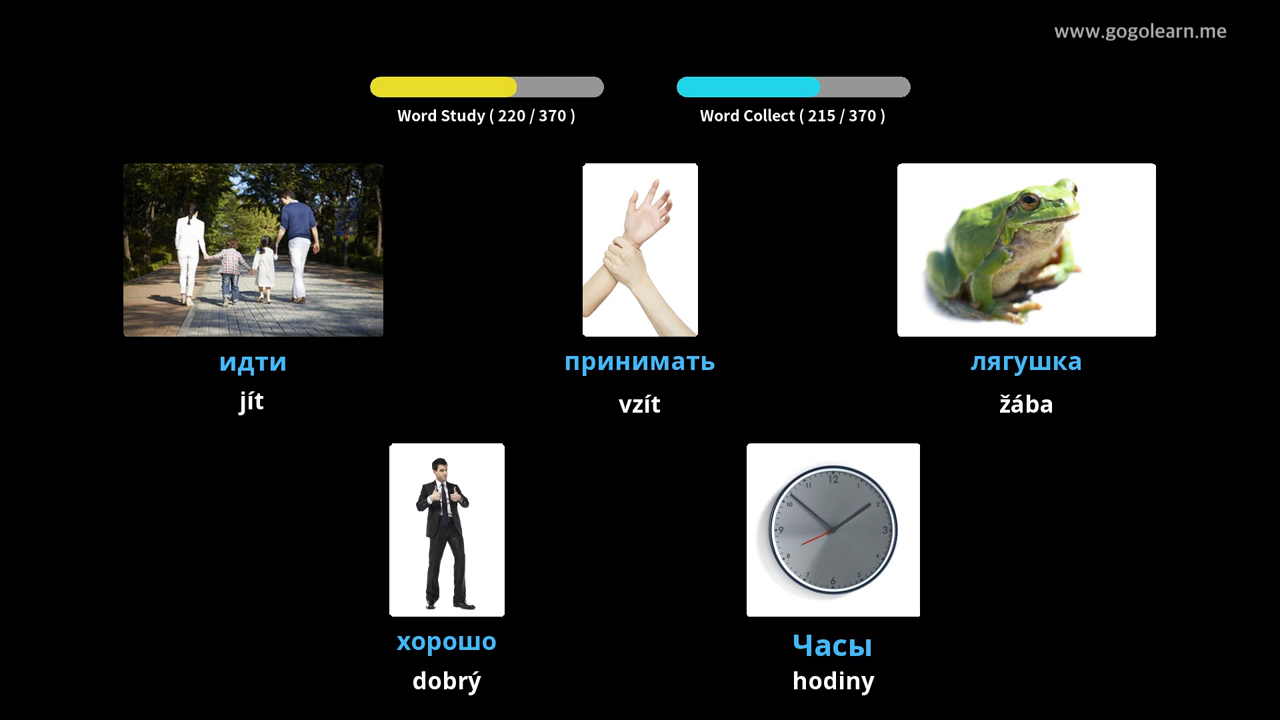 www.gogolearn.me
Word Study ( 220 / 370 )
Word Collect ( 215 / 370 )
идти
jít
принимать
vzít
лягушка
žába
хорошо
dobrý
Часы
hodiny